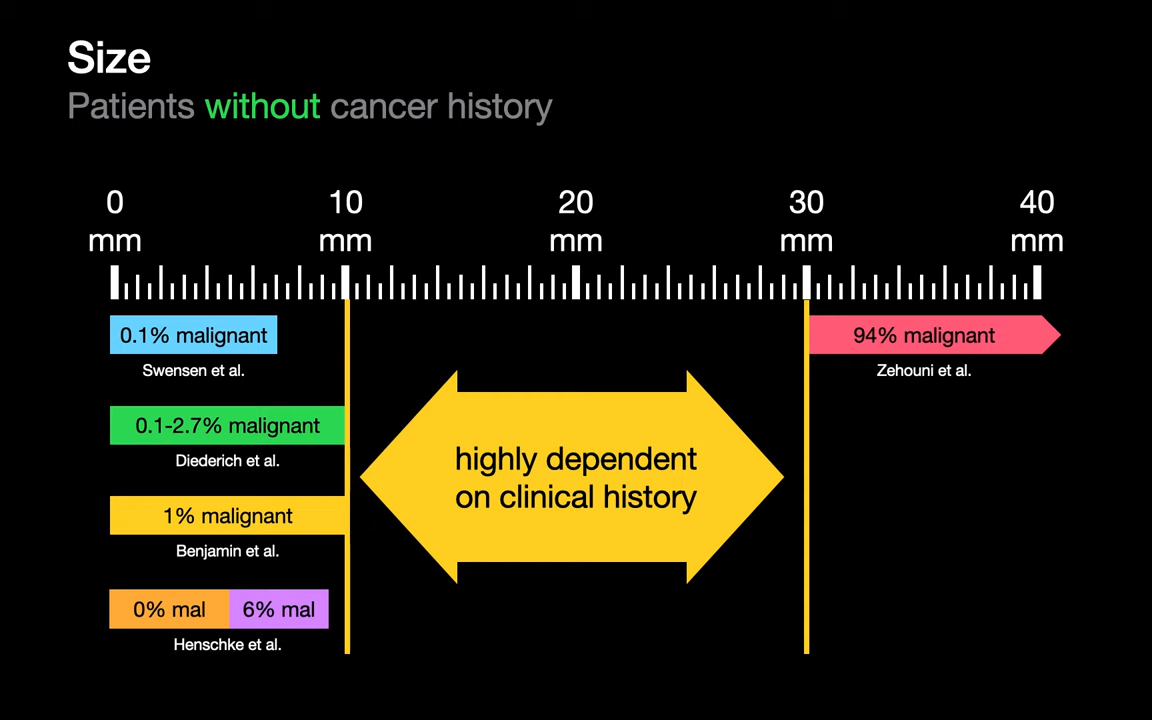 Size
Patients without cancer history
0 10 20 30 40
mm mm mm mm mm
0.1% malignant
94% malignant
Swensen et al.
Zehouni et al.
0.1-2.7% malignant
Diederich et al.
highly dependent
on clinical history
1% malignant
Benjamin et al.
0% mal 6% mal
Henschke et al.